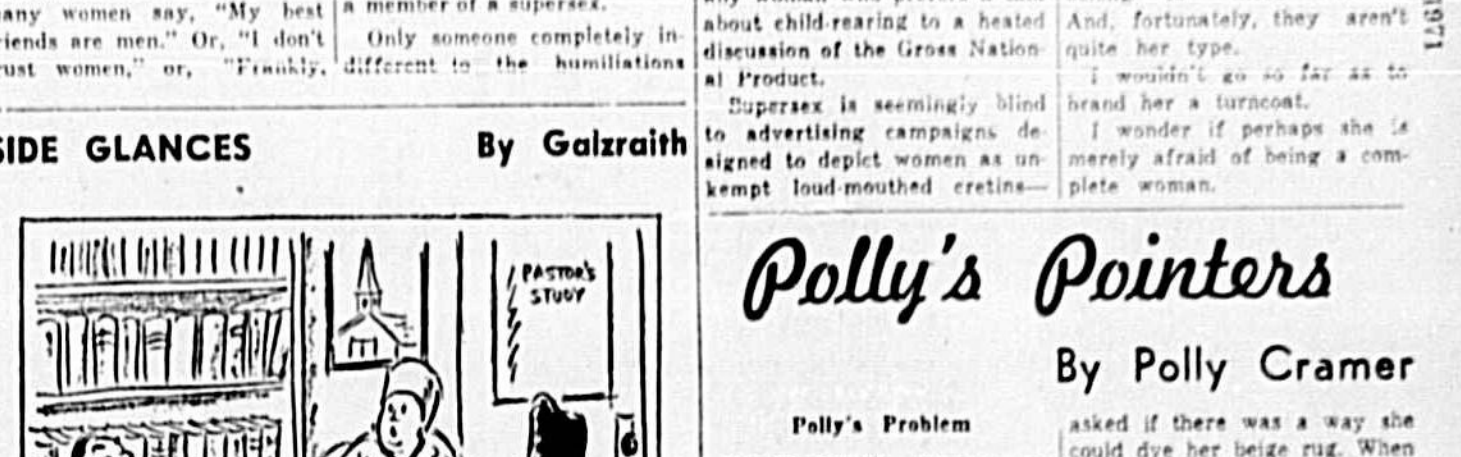 any women say, "My best
riends are men." Or, "I don't
rust women," or, "Frankly,
a member of a supersex.
Only someone completely in-
different to the humiliations
about child-rearing to a heated
discussion of the Gross Nation-
al Product.
Supersex is seemingly blind
to advertising campaigns de-
signed to depict women as un-
kempt loud-mouthed cretins—
And, fortunately, they aren't
quite her type.
I wouldn't go so far as to
brand her a turncoat.
I wonder if perhaps she is
merely afraid of being a com-
plete woman.
1971
SIDE GLANCES By Galzraith
PASTOR'S
STUDY
Polly's Pointers
By Polly Cramer
Polly's Problem
asked if there was a way she
could dye her beige rug. When